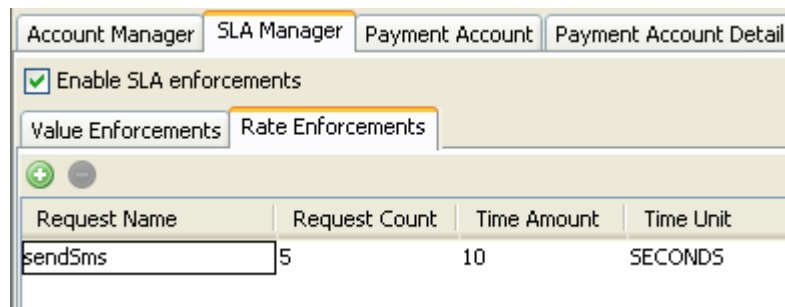 Account Manager SLA Manager Payment Account Payment Account Detail
Enable SLA enforcements
Value Enforcements Rate Enforcements
Request Name Request Count Time Amount Time Unit
sendSms 5 10 SECONDS